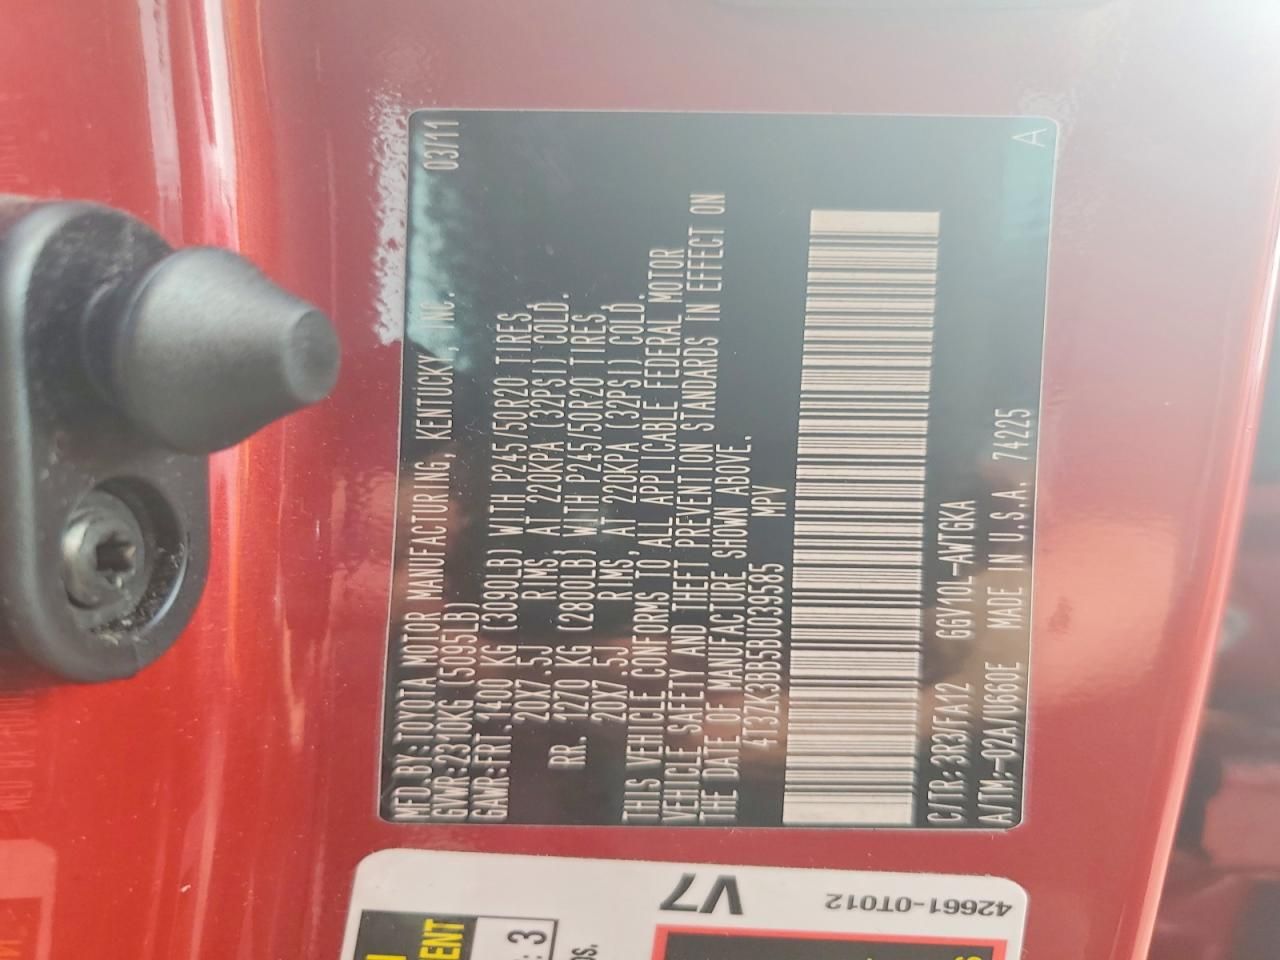 MFD.BY:TOYOTA MOTOR MANUFACTURING, KENTUCKY, INC. 03/11
GVWR:2310KG (5095LB)
GAWR:FRT.1400 KG (3090LB) WITH P245/50R20 TIRES,
20X7.5J RIMS, AT 220KPA (32PSI) COLD.
RR. 1270 KG (2800LB) WITH P245/50R20 TIRES
20X7.5J RIMS, AT 220KPA (32PSI) COLD.
THIS VEHICLE CONFORMS TO ALL APPLICABLE FEDERAL MOTOR
VEHICLE SAFETY AND THEFT PREVENTION STANDARDS IN EFFECT ON
THE DATE OF MANUFACTURE SHOWN ABOVE.
4T3ZK3BB5BU039585 MPV
C/TR:3R3/FA12 GGV10L-AWTGKA
A/TM:-02A/U660E MADE IN U.S.A. 74225 A
V7
42661-0T012
: 3